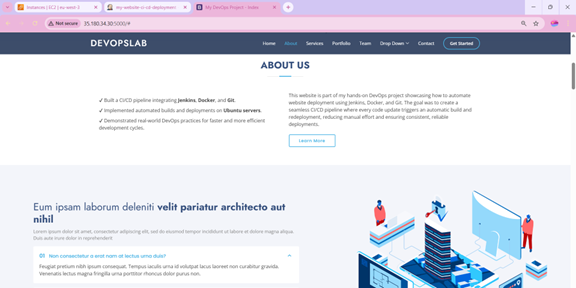 Instances | EC2 | eu-west-3
my-website-ci-cd-deployment
My DevOps Project - Index
Not secure
35.180.34.30:5000/#
DEVOPSLAB
Home
About
Services
Portfolio
Team
Drop Down
Contact
Get Started
ABOUT US
✓ Built a CI/CD pipeline integrating Jenkins, Docker, and Git.
✓ Implemented automated builds and deployments on Ubuntu servers.
✓ Demonstrated real-world DevOps practices for faster and more efficient
development cycles.
This website is part of my hands-on DevOps project showcasing how to automate
website deployment using Jenkins, Docker, and Git. The goal was to create a
seamless CI/CD pipeline where every code update triggers an automatic build and
redeployment, reducing manual effort and ensuring consistent, reliable
deployments.
Learn More
Eum ipsam laborum deleniti velit pariatur architecto aut
nihil
Lorem ipsum dolor sit amet, consectetur adipiscing elit, sed do eiusmod tempor incididunt ut labore et dolore magna aliqua.
Duis aute irure dolor in reprehenderit
Non consectetur a erat nam at lectus urna duis?
Feugiat pretium nibh ipsum consequat. Tempus iaculis urna id volutpat lacus laoreet non curabitur gravida.
Venenatis lectus magna fringilla urna porttitor rhoncus dolor purus non.